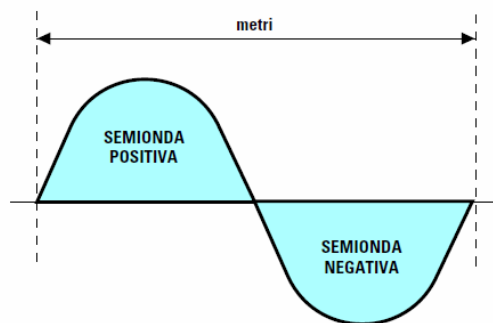 metri
SEMIONDA
POSITIVA
SEMIONDA
NEGATIVA